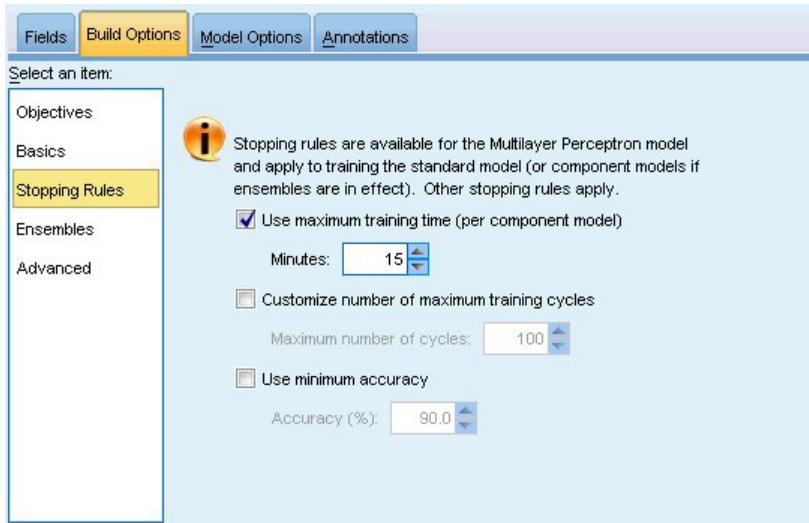 Fields Build Options Model Options Annotations
Select an item:
Objectives
Basics
Stopping Rules
Ensembles
Advanced
Stopping rules are available for the Multilayer Perceptron model
and apply to training the standard model (or component models if
ensembles are in effect). Other stopping rules apply.
Use maximum training time (per component model)
Minutes: 15
Customize number of maximum training cycles
Maximum number of cycles: 100
Use minimum accuracy
Accuracy (%): 90.0